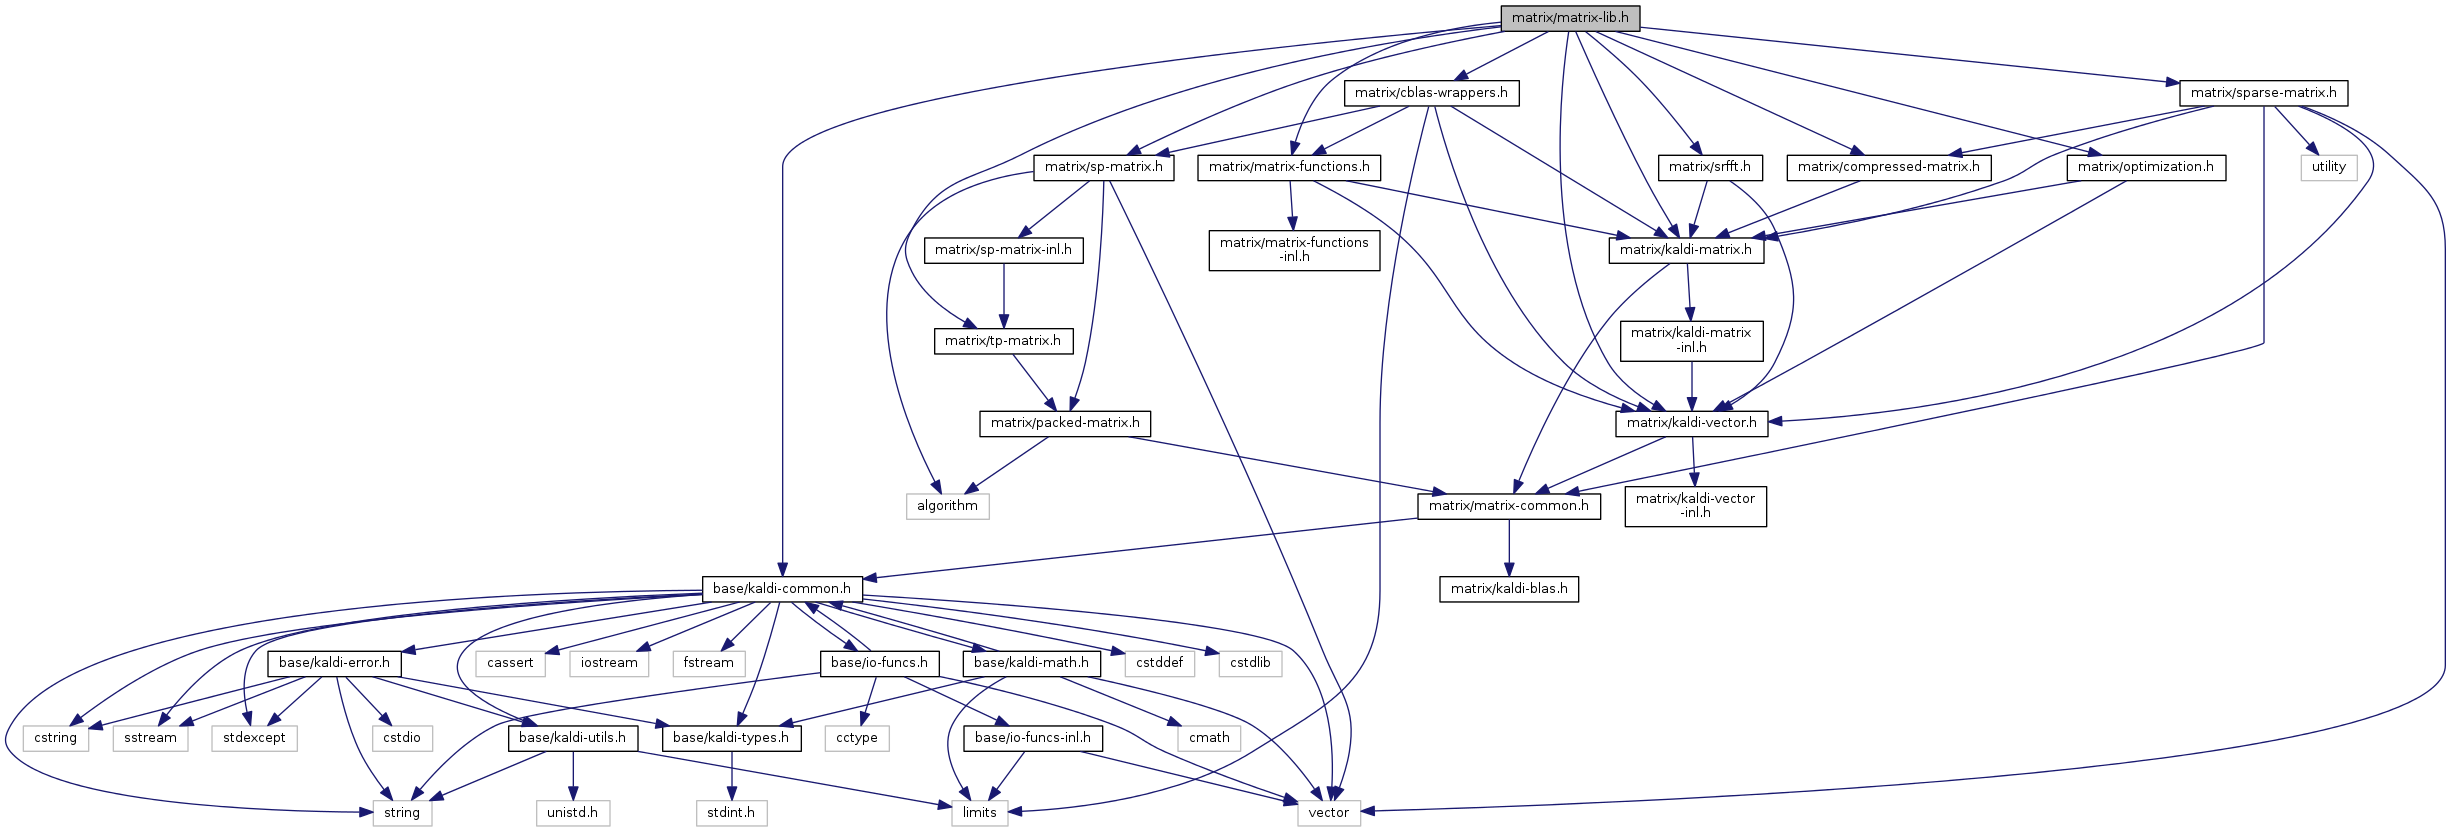 matrix/matrix-lib.h
matrix/cblas-wrappers.h
matrix/sparse-matrix.h
matrix/sp-matrix.h
matrix/matrix-functions.h
matrix/srfft.h
matrix/compressed-matrix.h
matrix/optimization.h
utility
matrix/sp-matrix-inl.h
matrix/matrix-functions
-inl.h
matrix/kaldi-matrix.h
matrix/tp-matrix.h
matrix/kaldi-matrix
-inl.h
matrix/packed-matrix.h
matrix/kaldi-vector.h
algorithm
matrix/matrix-common.h
matrix/kaldi-vector
-inl.h
base/kaldi-common.h
matrix/kaldi-blas.h
base/kaldi-error.h
cassert
iostream
fstream
base/io-funcs.h
base/kaldi-math.h
cstddef
cstdlib
cstring
sstream
stdexcept
cstdio
base/kaldi-utils.h
base/kaldi-types.h
cctype
base/io-funcs-inl.h
cmath
string
unistd.h
stdint.h
limits
vector